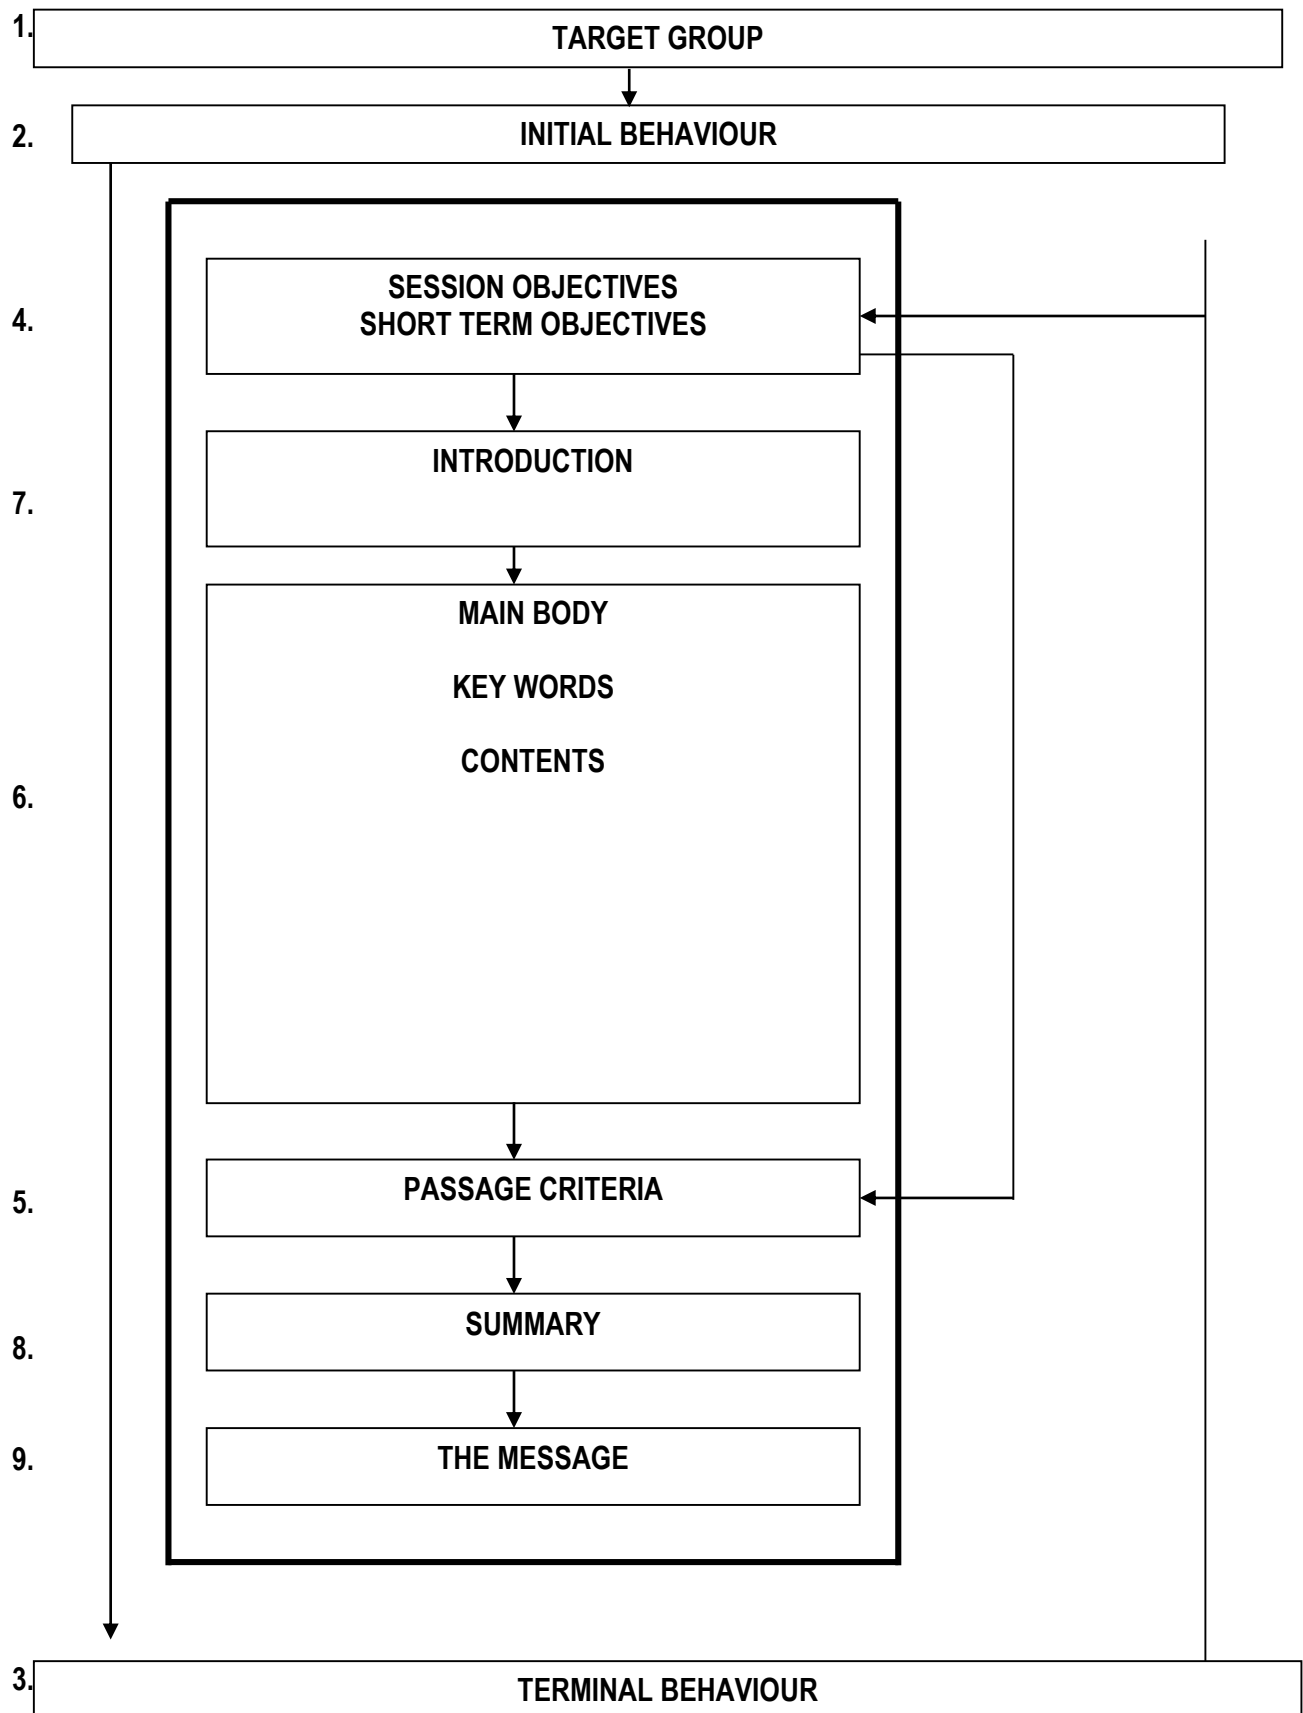 1. TARGET GROUP
2. INITIAL BEHAVIOUR
SESSION OBJECTIVES
4. SHORT TERM OBJECTIVES
INTRODUCTION
7.
MAIN BODY
KEY WORDS
CONTENTS
6.
5. PASSAGE CRITERIA
SUMMARY
8.
9. THE MESSAGE
3. TERMINAL BEHAVIOUR